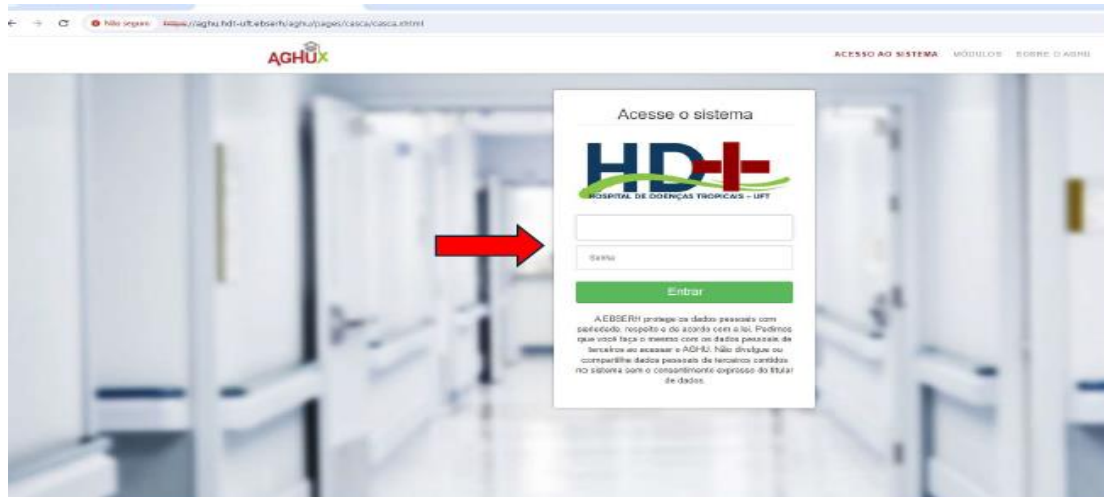 Não seguro https://aghu.hdt-uft.ebserh/aghu/pages/casca/casca.xhtml
AGHUX
ACESSO AO SISTEMA MÓDULOS SOBRE O AGHU
Acesse o sistema
HD
HOSPITAL DE DOENÇAS TROPICAIS - UFT
Senha
Entrar
A EBSERH protege os dados pessoais com
seriedade, respeito e de acordo com a lei. Pedimos
que você faça o mesmo com os dados pessoais de
terceiros ao acessar o AGHU. Não divulgue ou
compartilhe dados pessoais de terceiros contidos
no sistema sem o consentimento expresso do titular
de dados.